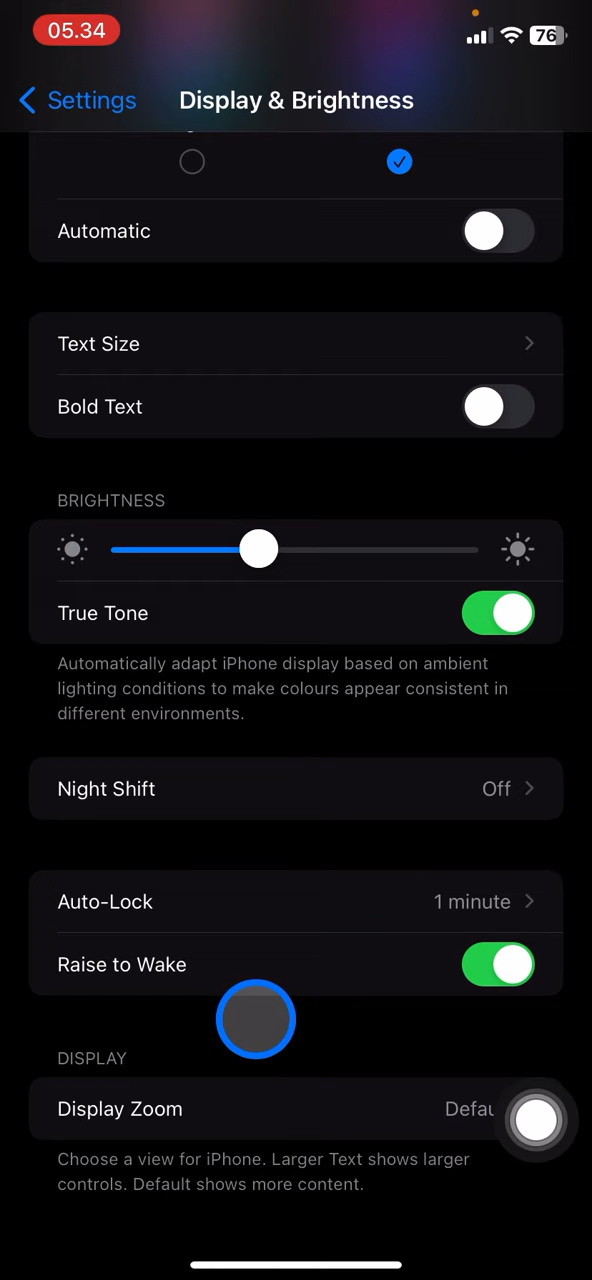 05.34
76
Settings
Display & Brightness
Automatic
Text Size
Bold Text
BRIGHTNESS
True Tone
Automatically adapt iPhone display based on ambient
lighting conditions to make colours appear consistent in
different environments.
Night Shift
Off
Auto-Lock
1 minute
Raise to Wake
DISPLAY
Display Zoom
Defau
Choose a view for iPhone. Larger Text shows larger
controls. Default shows more content.